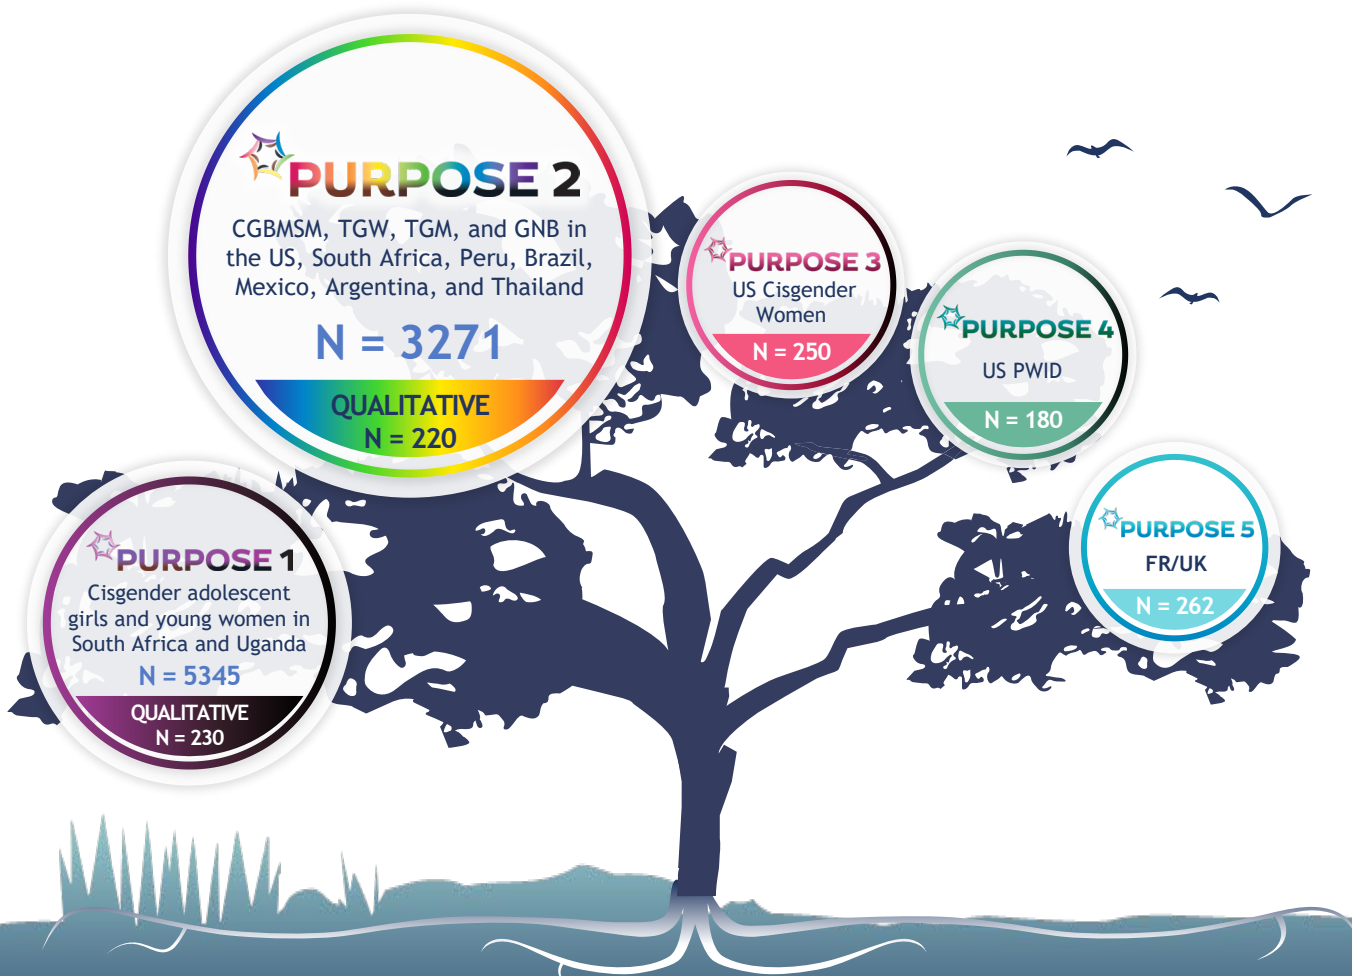 PURPOSE 2
CGBMSM, TGW, TGM, and GNB in
the US, South Africa, Peru, Brazil,
Mexico, Argentina, and Thailand
N = 3271
QUALITATIVE
N = 220
PURPOSE 3
US Cisgender
Women
N = 250
PURPOSE 4
US PWID
N = 180
PURPOSE 1
Cisgender adolescent
girls and young women in
South Africa and Uganda
N = 5345
QUALITATIVE
N = 230
PURPOSE 5
FR/UK
N = 262